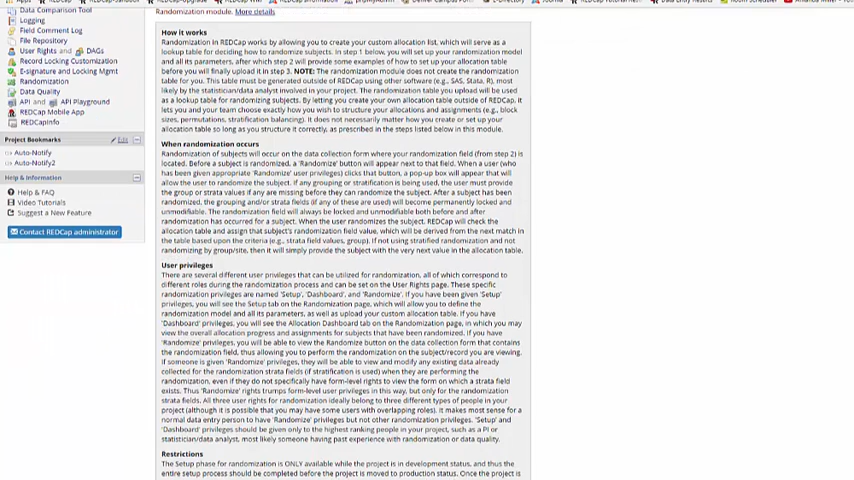 Data Comparison Tool
Logging
Field Comment Log
File Repository
User Rights and DAGs
Record Locking Customization
E-signature and Locking Mgmt
Randomization
Data Quality
API and API Playground
REDCap Mobile App
REDCapInfo
Project Bookmarks Edit
Auto-Notify
Auto-Notify2
Help & Information
Help & FAQ
Video Tutorials
Suggest a New Feature
Contact REDCap administrator
Randomization module. More details
How it works
Randomization in REDCap works by allowing you to create your custom allocation list, which will serve as a
lookup table for deciding how to randomize subjects. In step 1 below, you will set up your randomization model
and all its parameters, after which step 2 will provide some examples of how to set up your allocation table
before you will finally upload it in step 3. NOTE: The randomization module does not create the randomization
table for you. This table must be generated outside of REDCap using other software (e.g., SAS, Stata, R), most
likely by the statistician/data analyst involved in your project. The randomization table you upload will be used
as a lookup table for randomizing subjects. By letting you create your own allocation table outside of REDCap, it
lets you and your team choose exactly how you wish to structure your allocations and assignments (e.g., block
sizes, permutations, stratification balancing). It does not necessarily matter how you create or set up your
allocation table so long as you structure it correctly, as prescribed in the steps listed below in this module.
When randomization occurs
Randomization of subjects will occur on the data collection form where your randomization field (from step 2) is
located. Before a subject is randomized, a 'Randomize' button will appear next to that field. When a user (who
has been given appropriate 'Randomize' user privileges) clicks that button, a pop-up box will appear that will
allow the user to randomize the subject. If any grouping or stratification is being used, the user must provide
the group or strata values if any are missing before they can randomize the subject. After a subject has been
randomized, the grouping and/or strata fields (if any of these are used) will become permanently locked and
unmodifiable. The randomization field will always be locked and unmodifiable both before and after
randomization has occurred for a subject. When the user randomizes the subject, REDCap will check the
allocation table and assign that subject's randomization field value, which will be derived from the next match in
the table based upon the criteria (e.g., strata field values, group). If not using stratified randomization and not
randomizing by group/site, then it will simply provide the subject with the very next value in the allocation table.
User privileges
There are several different user privileges that can be utilized for randomization, all of which correspond to
different roles during the randomization process and can be set on the User Rights page. These specific
randomization privileges are named 'Setup', 'Dashboard', and 'Randomize'. If you have been given 'Setup'
privileges, you will see the Setup tab on the Randomization page, which will allow you to define the
randomization model and all its parameters, as well as upload your custom allocation table. If you have
'Dashboard' privileges, you will see the Allocation Dashboard tab on the Randomization page, in which you may
view the overall allocation progress and assignments for subjects that have been randomized. If you have
'Randomize' privileges, you will be able to view the Randomize button on the data collection form that contains
the randomization field, thus allowing you to perform the randomization on the subject/record you are viewing.
If someone is given 'Randomize' privileges, they will be able to view and modify any existing data already
collected for the randomization strata fields (if stratification is used) when they are performing the
randomization, even if they do not specifically have form-level rights to view the form on which a strata field
exists. Thus 'Randomize' rights trumps form-level user privileges in this way, but only for the randomization
strata fields. All three user rights for randomization ideally belong to three different types of people in your
project (although it is possible that you may have some users with overlapping roles). It makes most sense for a
normal data entry person to have 'Randomize' privileges but not other randomization privileges. 'Setup' and
'Dashboard' privileges should be given only to the highest ranking people in your project, such as a PI or
statistician/data analyst, most likely someone having past experience with randomization or data quality.
Restrictions
The Setup phase for randomization is ONLY available while the project is in development status, and thus the
entire setup process should be completed before the project is moved to production status. Once the project is